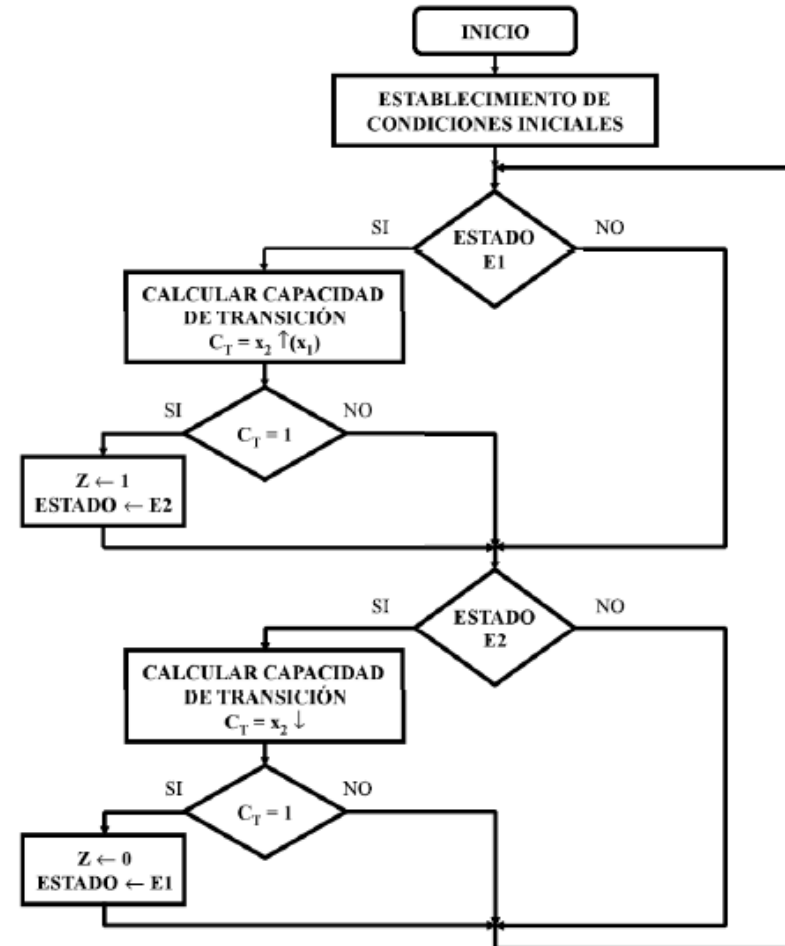 INICIO
ESTABLECIMIENTO DE
CONDICIONES INICIALES
SI
ESTADO
E1
NO
CALCULAR CAPACIDAD
DE TRANSICIÓN
C_T = x_2 ↑(x_1)
SI
C_T = 1
NO
Z ← 1
ESTADO ← E2
SI
ESTADO
E2
NO
CALCULAR CAPACIDAD
DE TRANSICIÓN
C_T = x_2 ↓
SI
C_T = 1
NO
Z ← 0
ESTADO ← E1